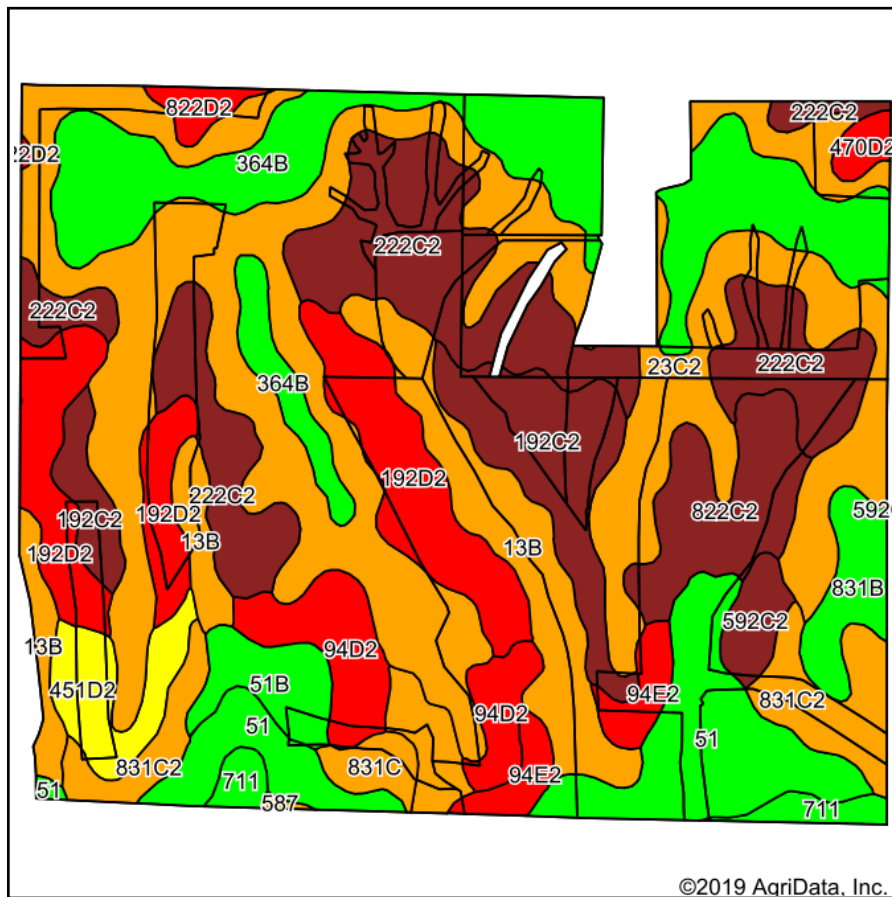 822D2
222C2
22D2
470D2
364B
222C2
222C2
23C2
222C2
364B
192C2
192D2
222C2
192C2
192D2
822C2
592C
192D2
13B
13B
831B
592C2
13B
94D2
51B
94E2
831C2
451D2
94D2
51
51
831C2
831C
94E2
711
51
587
711
©2019 AgriData, Inc.